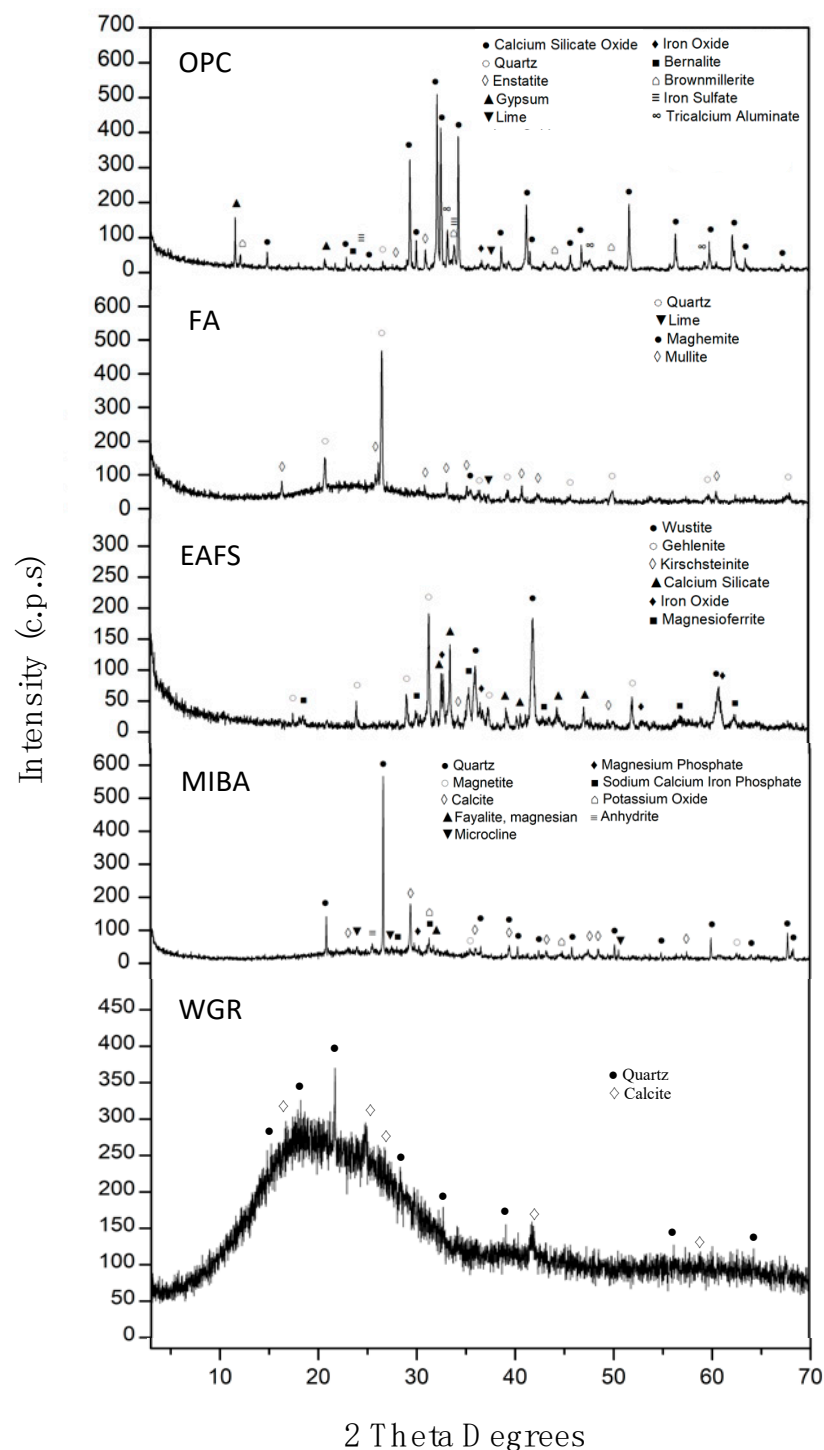 700
600
500
400
300
200
100
0
OPC
● Calcium Silicate Oxide ♦ Iron Oxide
○ Quartz ■ Bernalite
◊ Enstatite ⌂ Brownmillerite
▲ Gypsum ≡ Iron Sulfate
▼ Lime ∞ Tricalcium Aluminate
600
500
400
300
200
100
0
FA
○ Quartz
▼ Lime
● Maghemite
◊ Mullite
300
250
200
150
100
50
0
EAFS
● Wustite
○ Gehlenite
◊ Kirschsteinite
▲ Calcium Silicate
♦ Iron Oxide
■ Magnesioferrite
600
500
400
300
200
100
0
MIBA
● Quartz ♦ Magnesium Phosphate
○ Magnetite ■ Sodium Calcium Iron Phosphate
◊ Calcite ⌂ Potassium Oxide
▲ Fayalite, magnesian ≡ Anhydrite
▼ Microcline
450
400
350
300
250
200
150
100
50
0
WGR
● Quartz
◊ Calcite
10 20 30 40 50 60 70
2 Theta Degrees
Intensity (c.p.s)